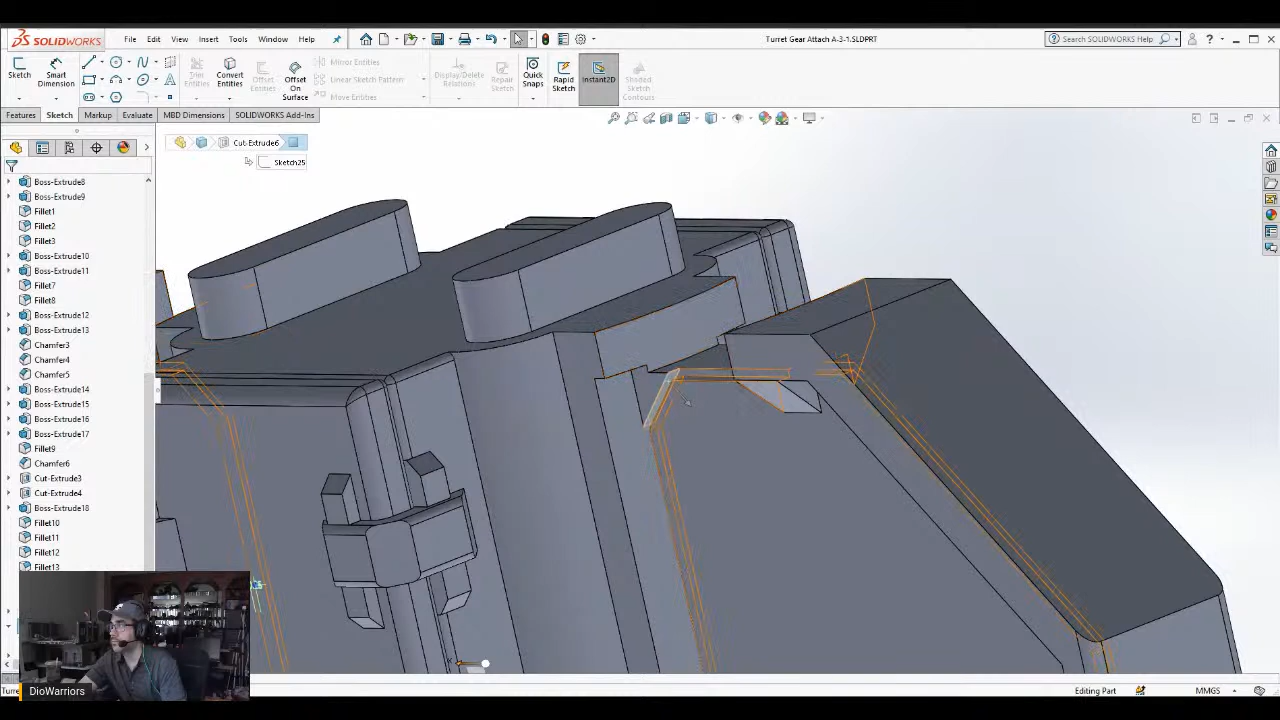 SOLIDWORKS
File Edit View Insert Tools Window Help
Turret Gear Attach A-3-1.SLDPRT
Search SOLIDWORKS Help
Sketch
Smart Dimension
Trim Entities
Convert Entities
Offset Entities
Offset On Surface
Mirror Entities
Linear Sketch Pattern
Move Entities
Display/Delete Relations
Repair Sketch
Quick Snaps
Rapid Sketch
Instant2D
Shaded Sketch Contours
Features Sketch Markup Evaluate MBD Dimensions SOLIDWORKS Add-Ins
Cut-Extrude6
Sketch25
Boss-Extrude8
Boss-Extrude9
Fillet1
Fillet2
Fillet3
Boss-Extrude10
Boss-Extrude11
Fillet7
Fillet8
Boss-Extrude12
Boss-Extrude13
Chamfer3
Chamfer4
Chamfer5
Boss-Extrude14
Boss-Extrude15
Boss-Extrude16
Boss-Extrude17
Fillet9
Chamfer6
Cut-Extrude3
Cut-Extrude4
Boss-Extrude18
Fillet10
Fillet11
Fillet12
Fillet13
DioWarriors
Editing Part
MMGS